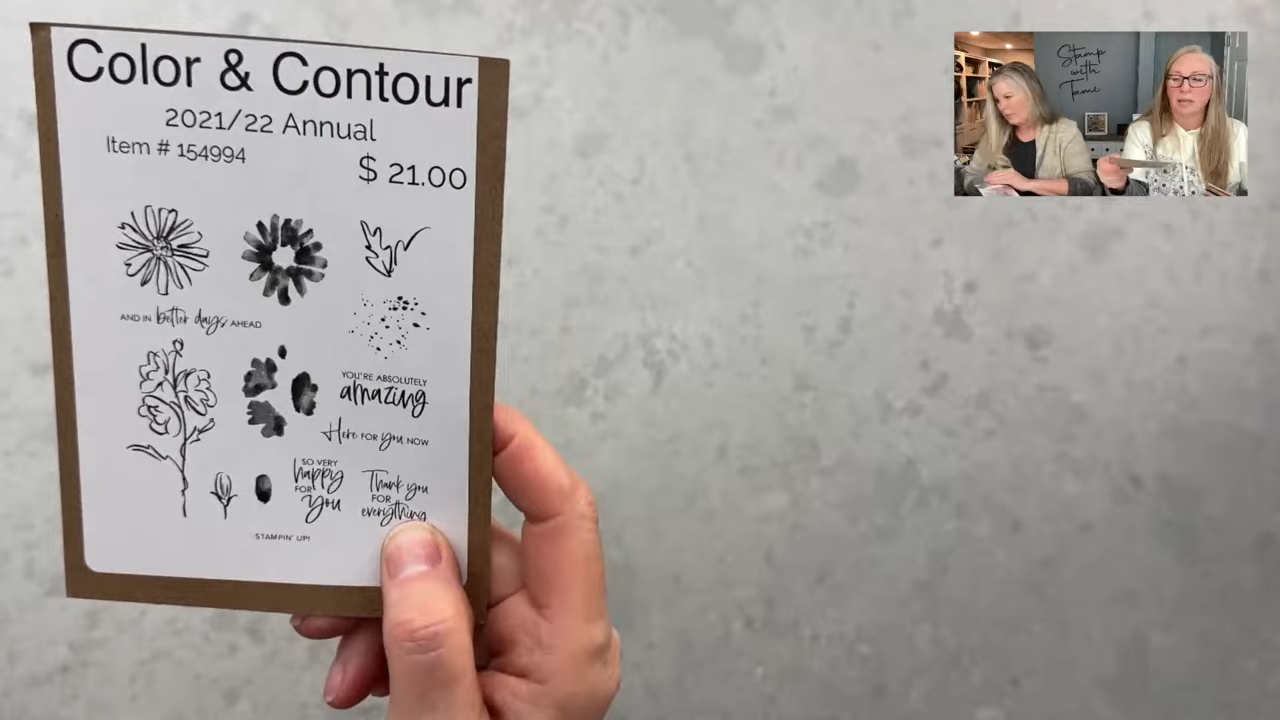 Color & Contour
2021/22 Annual
Item # 154994
$ 21.00
AND IN better days AHEAD
YOU'RE ABSOLUTELY
amazing
Here FOR you NOW
SO VERY
happy
FOR
you
Thank you
FOR
everything
STAMPIN' UP!
Stamp
with
Tami